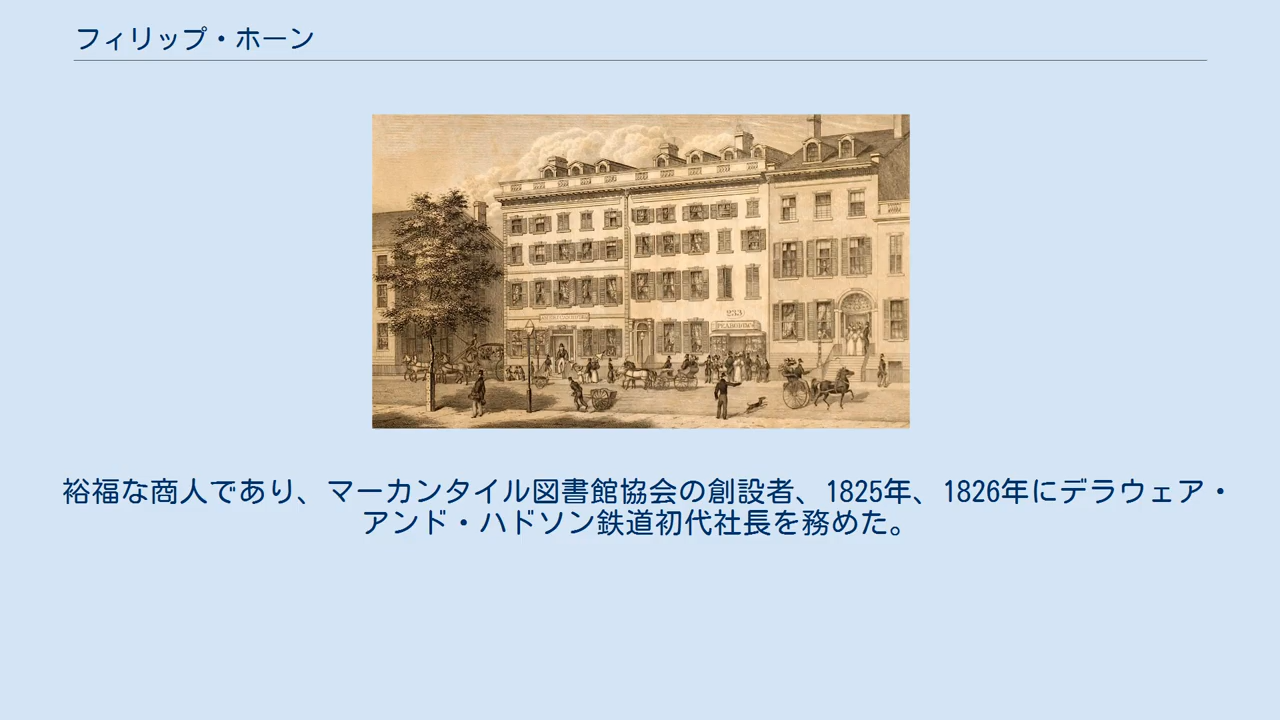 フィリップ・ホーン
233
裕福な商人であり、マーカンタイル図書館協会の創設者、1825年、1826年にデラウェア・
アンド・ハドソン鉄道初代社長を務めた。